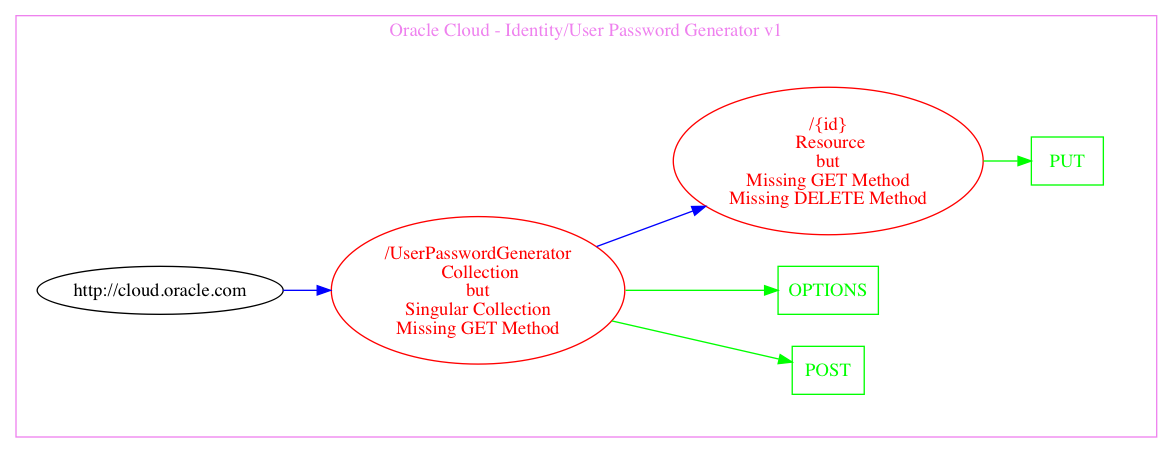 Oracle Cloud - Identity/User Password Generator v1
/{id}
Resource
but
Missing GET Method
Missing DELETE Method
PUT
/UserPasswordGenerator
Collection
but
Singular Collection
Missing GET Method
http://cloud.oracle.com
OPTIONS
POST